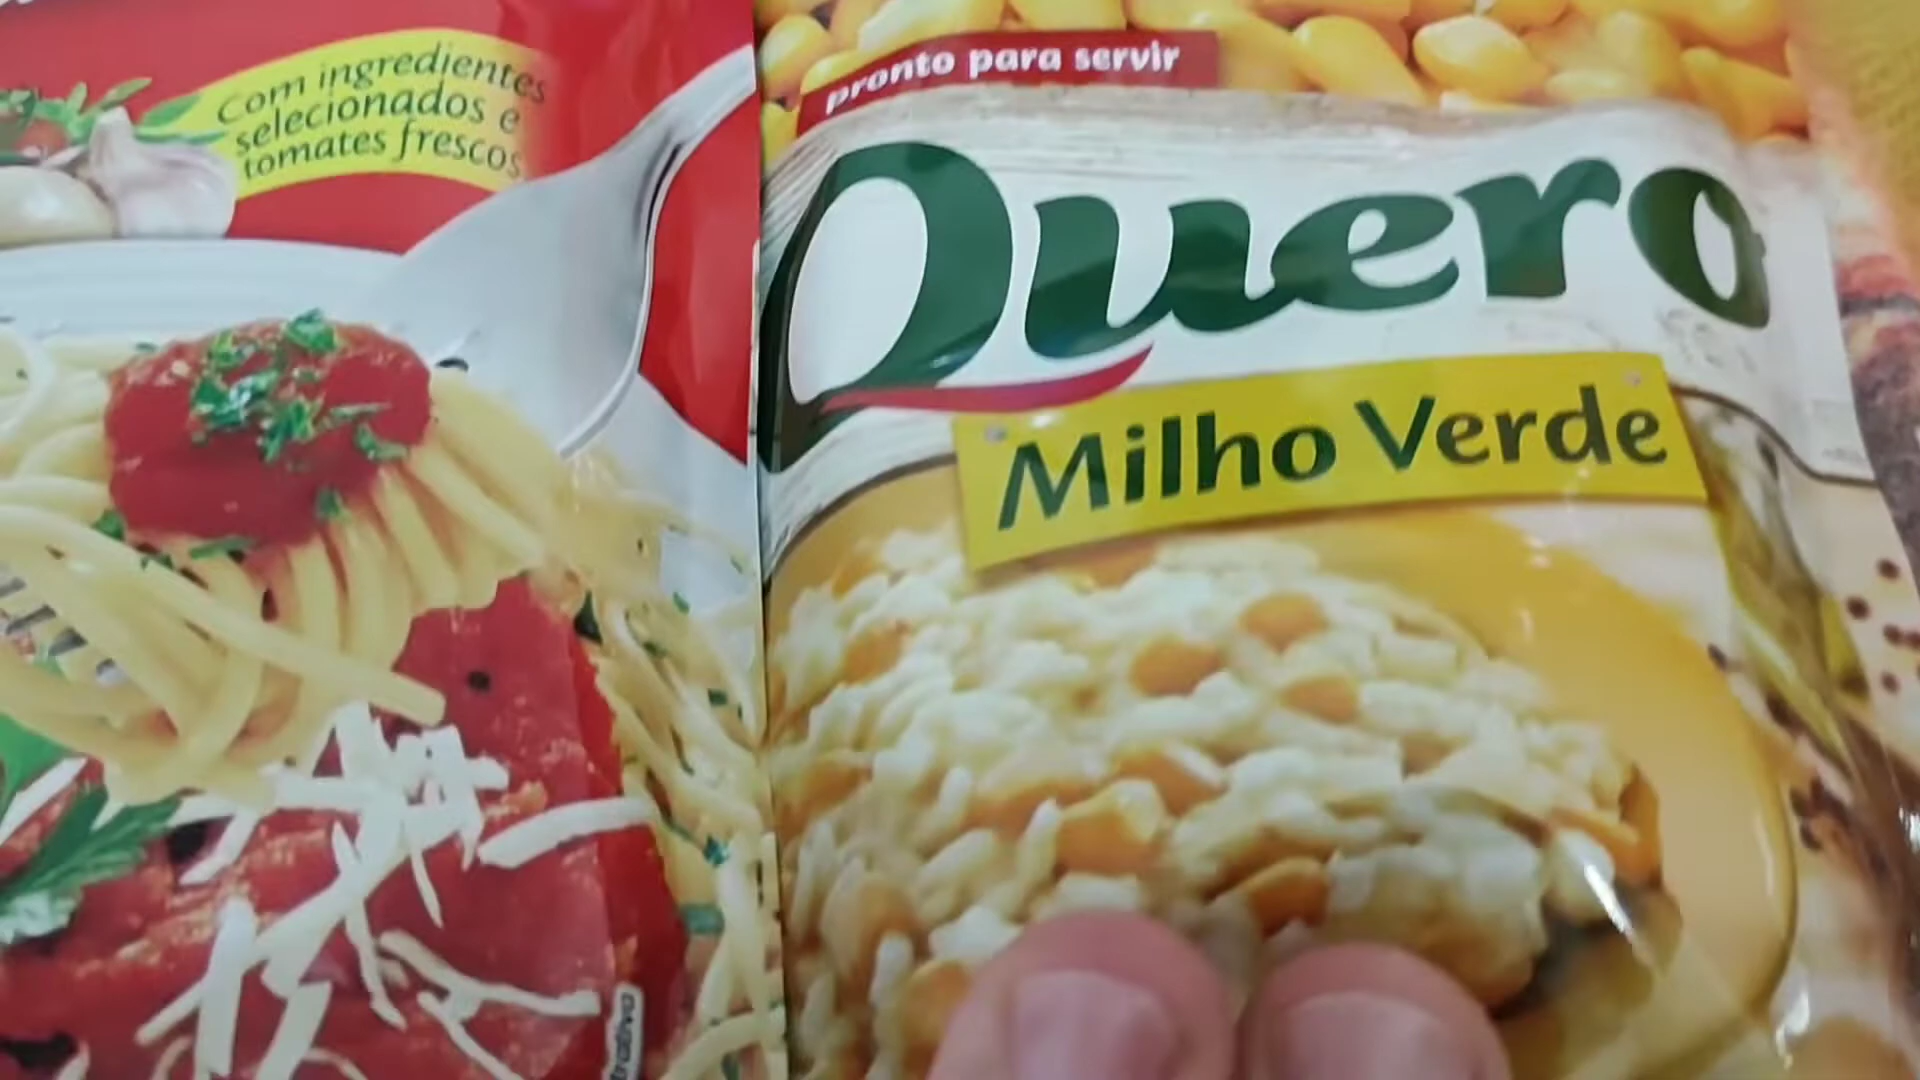 Com ingredientes
selecionados e
tomates frescos
pronto para servir
Quero
Milho Verde